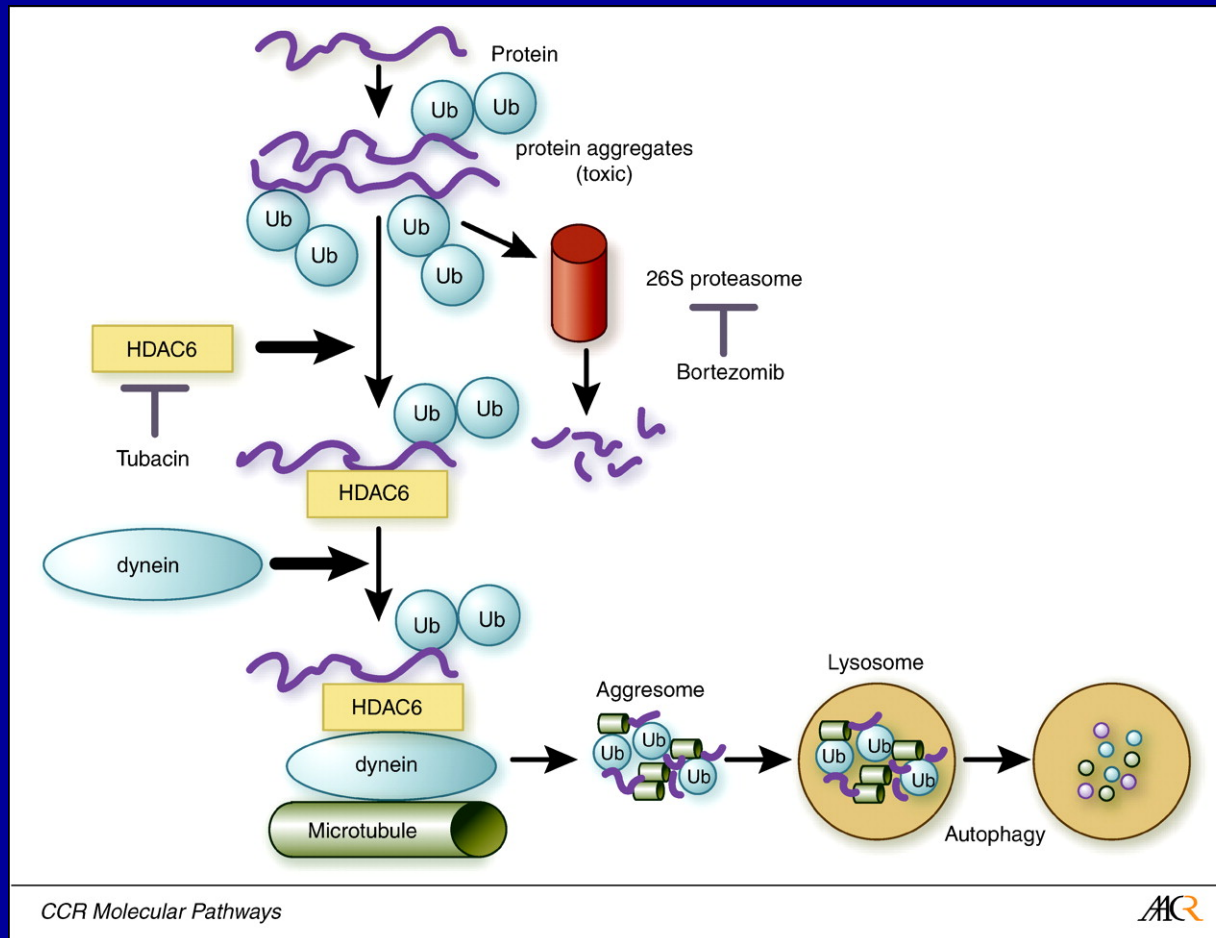 Protein
Ub
Ub
protein aggregates
(toxic)
Ub
Ub
Ub
Ub
26S proteasome
Bortezomib
HDAC6
Tubacin
Ub
Ub
HDAC6
dynein
Ub
Ub
HDAC6
dynein
Microtubule
Aggresome
Ub
Ub
Ub
Lysosome
Ub
Ub
Ub
Autophagy
CCR Molecular Pathways
AACR